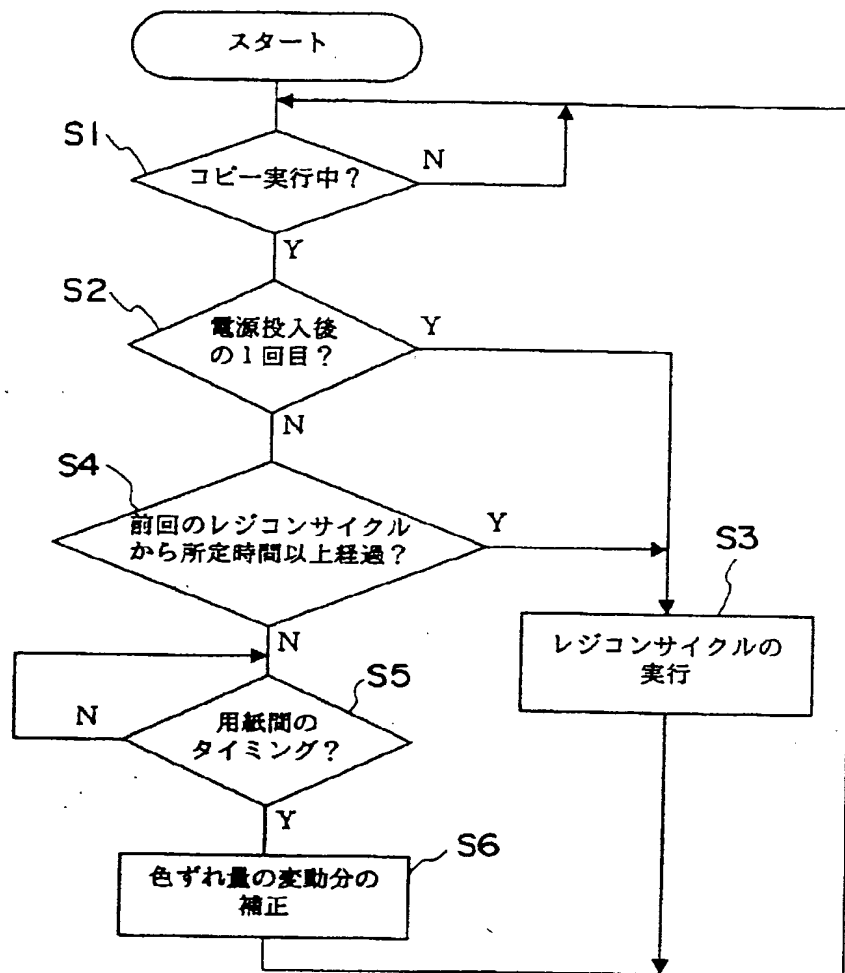 スタート
S1
コピー実行中？
N
Y
S2
電源投入後
の1回目？
Y
N
S4
前回のレジコンサイクル
から所定時間以上経過？
Y
N
S3
レジコンサイクルの
実行
S5
用紙間の
タイミング？
N
Y
S6
色ずれ量の変動分の
補正